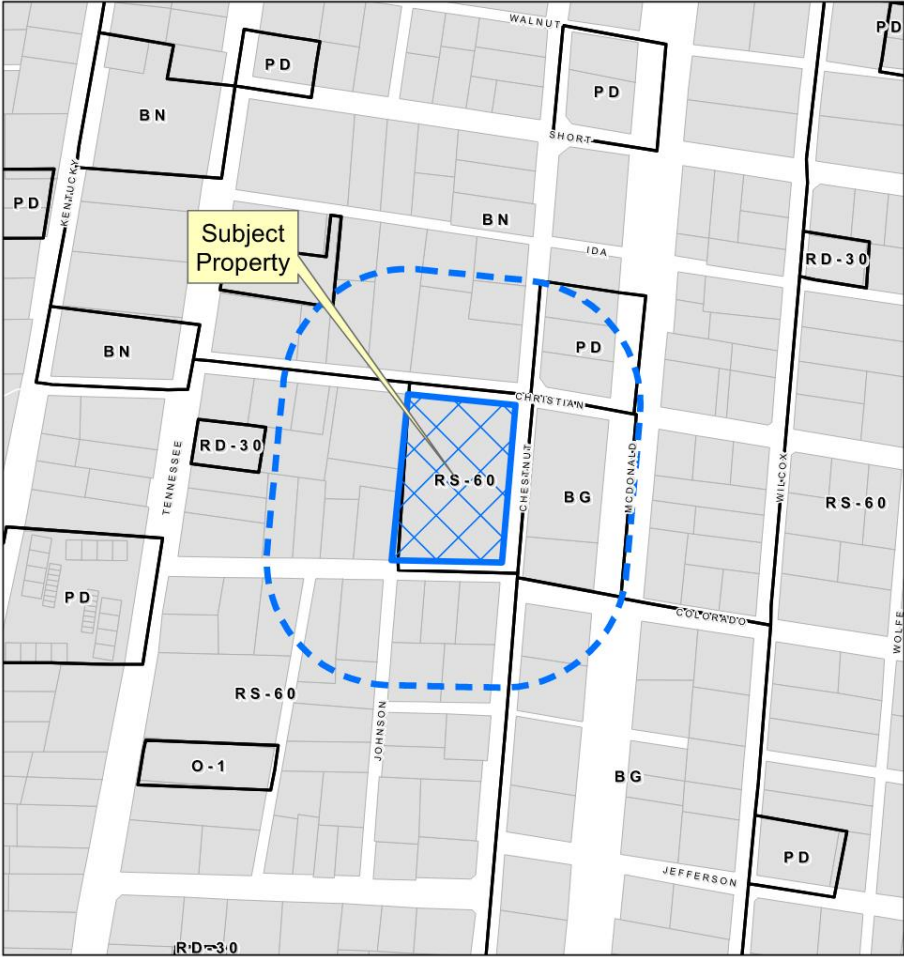 WALNUT
PD
PD
PD
BN
SHORT
KENTUCKY
PD
BN
Subject
Property
IDA
RD-30
BN
PD
CHRISTIAN
TENNESSEE
RD-30
RS-60
CHESTNUT
BG
MCDONALD
WILCOX
RS-60
PD
COLORADO
WOLFE
RS-60
JOHNSON
O-1
BG
PD
JEFFERSON
RD-30